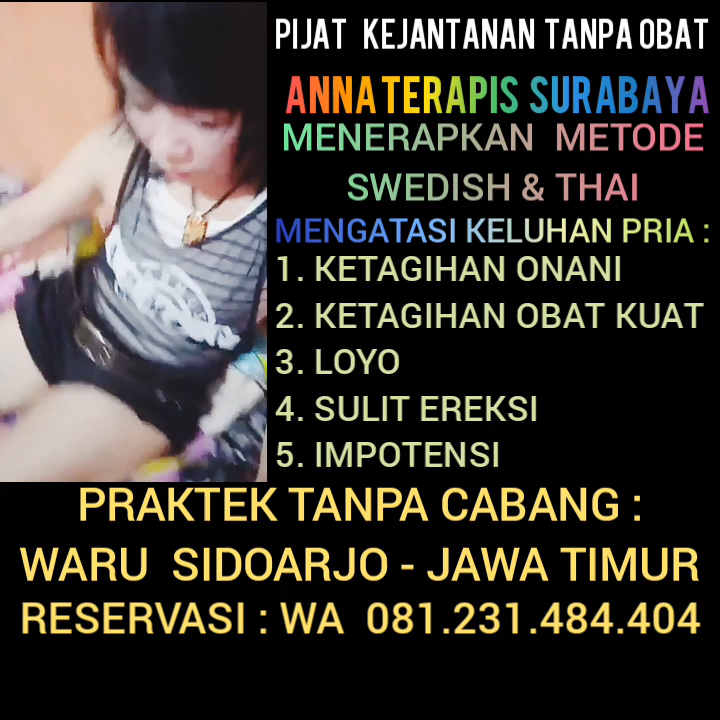 PIJAT KEJANTANAN TANPA OBAT
ANNA TERAPIS SURABAYA
MENERAPKAN METODE
SWEDISH & THAI
MENGATASI KELUHAN PRIA :
1. KETAGIHAN ONANI
2. KETAGIHAN OBAT KUAT
3. LOYO
4. SULIT EREKSI
5. IMPOTENSI
PRAKTEK TANPA CABANG :
WARU SIDOARJO - JAWA TIMUR
RESERVASI : WA 081.231.484.404